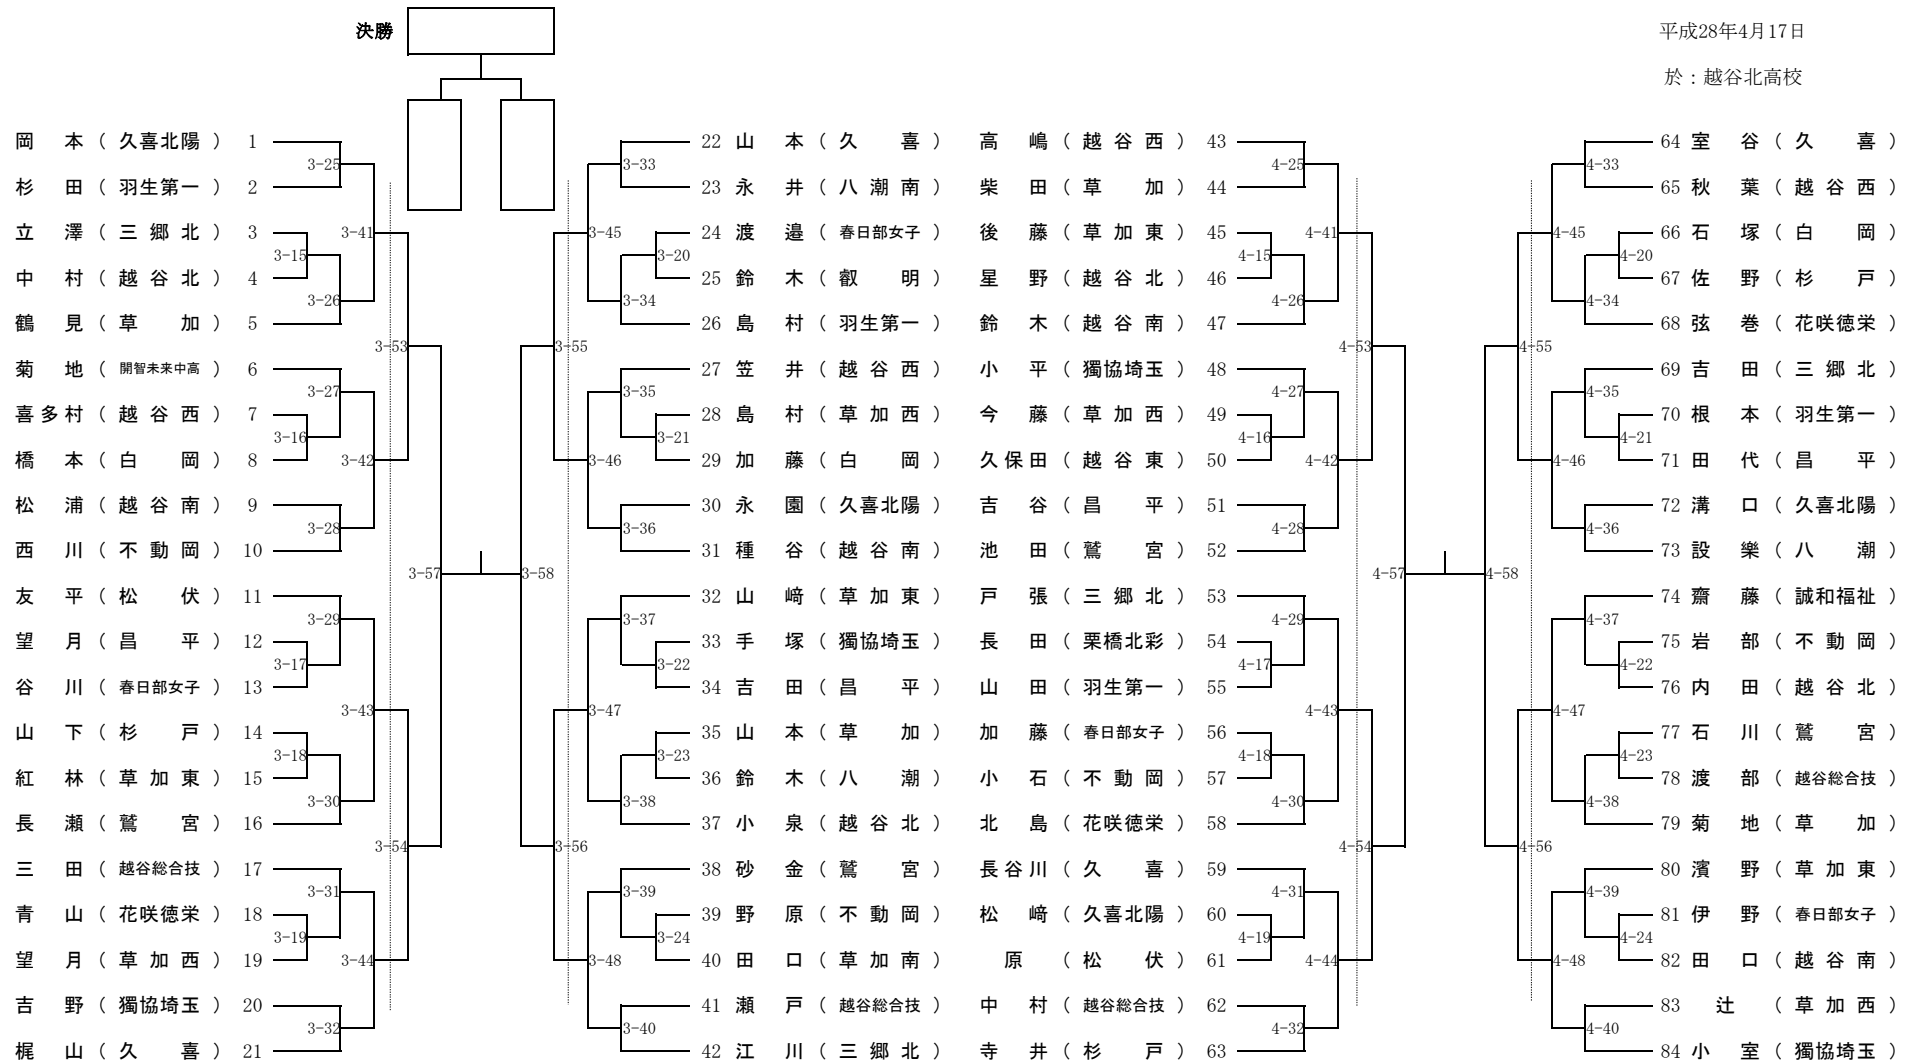 決勝
平成28年4月17日
於：越谷北高校
岡本（久喜北陽）1
3-25
杉田（羽生第一）2
立澤（三郷北）3
3-41
3-15
中村（越谷北）4
3-26
鶴見（草加）5
3-53
菊地（開智未来中高）6
3-27
喜多村（越谷西）7
3-16
橋本（白岡）8
3-42
松浦（越谷南）9
3-28
西川（不動岡）10
3-57
友平（松伏）11
3-29
望月（昌平）12
3-17
谷川（春日部女子）13
3-43
山下（杉戸）14
3-18
紅林（草加東）15
3-30
長瀬（鷲宮）16
3-54
三田（越谷総合技）17
3-31
青山（花咲徳栄）18
3-19
望月（草加西）19
3-44
吉野（獨協埼玉）20
3-32
梶山（久喜）21
22 山本（久喜）
3-33
23 永井（八潮南）
3-45
24 渡邉（春日部女子）
3-20
25 鈴木（叡明）
3-34
26 島村（羽生第一）
3-55
27 笠井（越谷西）
3-35
28 島村（草加西）
3-21
29 加藤（白岡）
3-46
30 永園（久喜北陽）
3-36
31 種谷（越谷南）
3-58
32 山﨑（草加東）
3-37
33 手塚（獨協埼玉）
3-22
34 吉田（昌平）
3-47
35 山本（草加）
3-23
36 鈴木（八潮）
3-38
37 小泉（越谷北）
3-56
38 砂金（鷲宮）
3-39
39 野原（不動岡）
3-24
40 田口（草加南）
3-48
41 瀬戸（越谷総合技）
3-40
42 江川（三郷北）
高嶋（越谷西）43
4-25
柴田（草加）44
後藤（草加東）45
4-41
4-15
星野（越谷北）46
4-26
鈴木（越谷南）47
4-53
小平（獨協埼玉）48
4-27
今藤（草加西）49
4-16
久保田（越谷東）50
4-42
吉谷（昌平）51
4-28
池田（鷲宮）52
4-57
戸張（三郷北）53
4-29
長田（栗橋北彩）54
4-17
山田（羽生第一）55
4-43
加藤（春日部女子）56
4-18
小石（不動岡）57
4-30
北島（花咲徳栄）58
4-54
長谷川（久喜）59
4-31
松﨑（久喜北陽）60
4-19
原（松伏）61
4-44
中村（越谷総合技）62
4-32
寺井（杉戸）63
64 室谷（久喜）
4-33
65 秋葉（越谷西）
4-45
66 石塚（白岡）
4-20
67 佐野（杉戸）
4-34
68 弦巻（花咲徳栄）
4-55
69 吉田（三郷北）
4-35
70 根本（羽生第一）
4-21
71 田代（昌平）
4-46
72 溝口（久喜北陽）
4-36
73 設樂（八潮）
4-58
74 齋藤（誠和福祉）
4-37
75 岩部（不動岡）
4-22
76 内田（越谷北）
4-47
77 石川（鷲宮）
4-23
78 渡部（越谷総合技）
4-38
79 菊地（草加）
4-56
80 濱野（草加東）
4-39
81 伊野（春日部女子）
4-24
82 田口（越谷南）
4-48
83 辻（草加西）
4-40
84 小室（獨協埼玉）